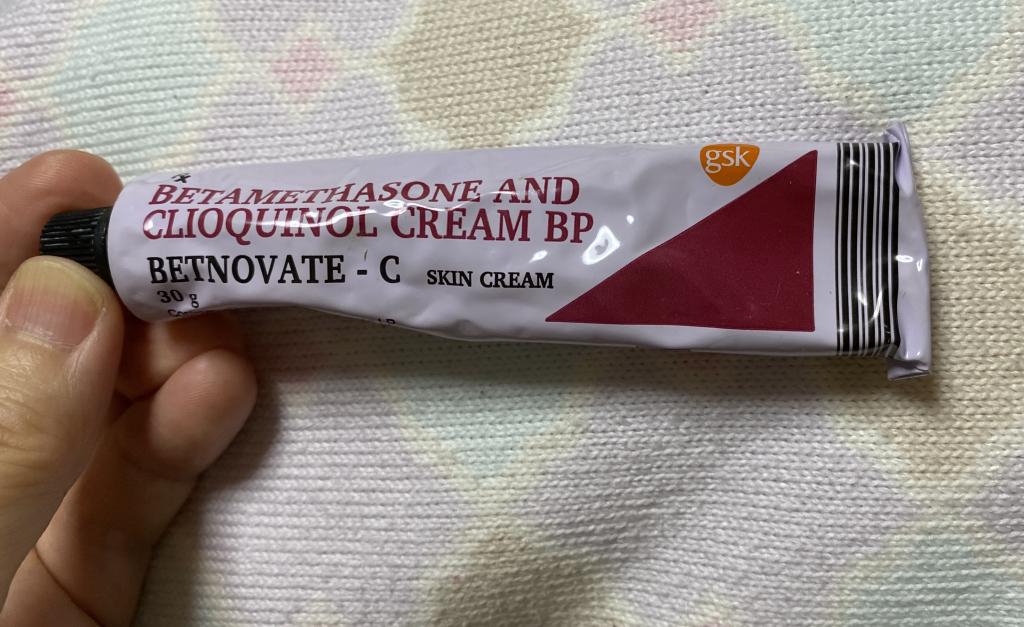 gsk
BETAMETHASONE AND
CLIOQUINOL CREAM BP
BETNOVATE - C SKIN CREAM
30 g